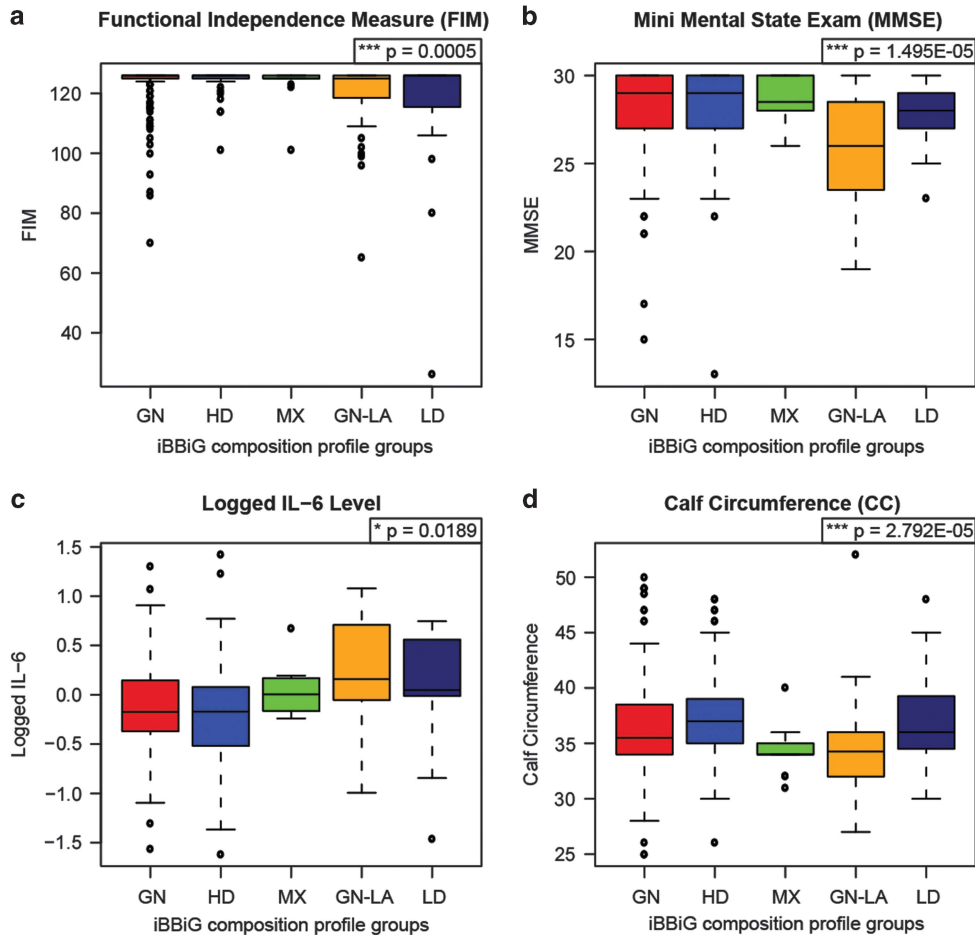 a
Functional Independence Measure (FIM)
*** p = 0.0005
FIM
120
100
80
60
40
GN HD MX GN-LA LD
iBBiG composition profile groups
b
Mini Mental State Exam (MMSE)
*** p = 1.495E-05
MMSE
30
25
20
15
GN HD MX GN-LA LD
iBBiG composition profile groups
c
Logged IL−6 Level
* p = 0.0189
Logged IL−6
1.5
1.0
0.5
0.0
−0.5
−1.0
−1.5
GN HD MX GN-LA LD
iBBiG composition profile groups
d
Calf Circumference (CC)
*** p = 2.792E-05
Calf Circumference
50
45
40
35
30
25
GN HD MX GN-LA LD
iBBiG composition profile groups